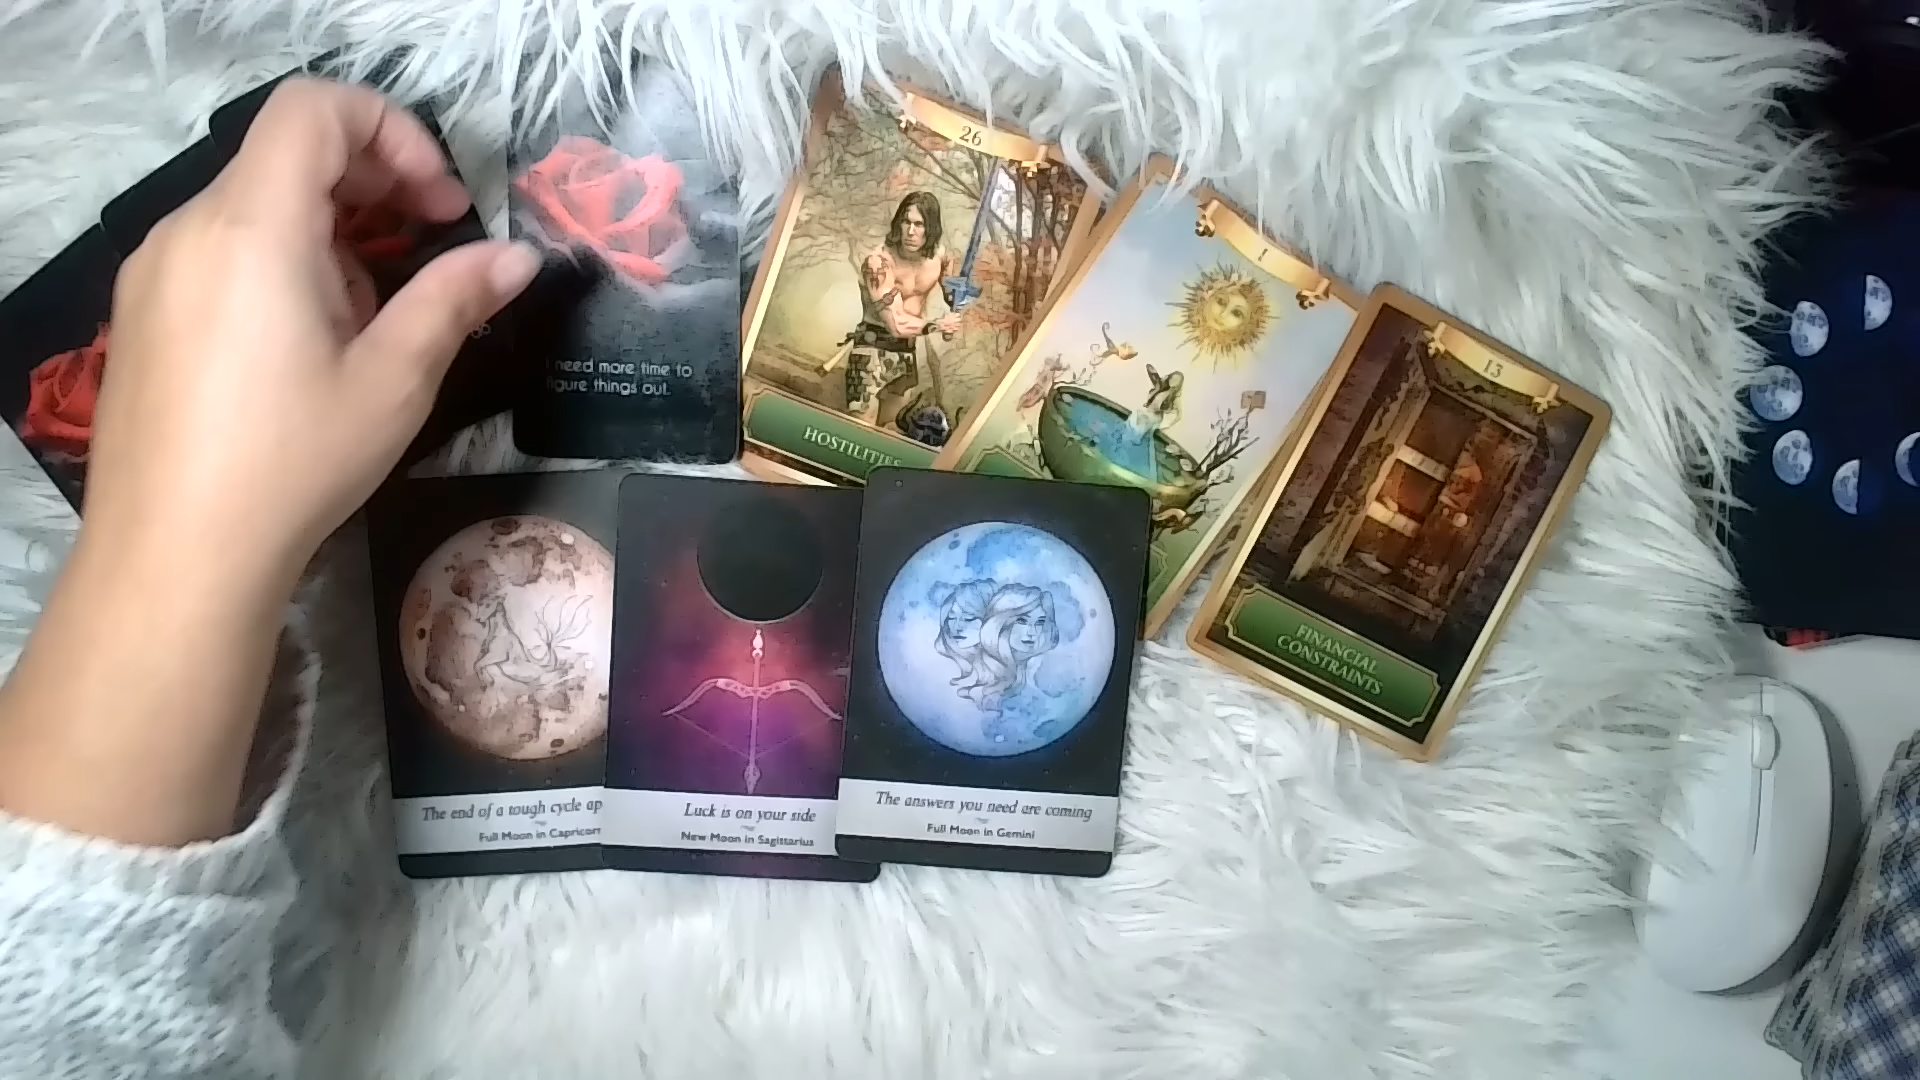 need more time to
figure things out.
26
HOSTILITIES
1
13
FINANCIAL
CONSTRAINTS
The end of a tough cycle
Full Moon in Capricorn
Luck is on your side
New Moon in Sagittarius
The answers you need are coming
Full Moon in Gemini